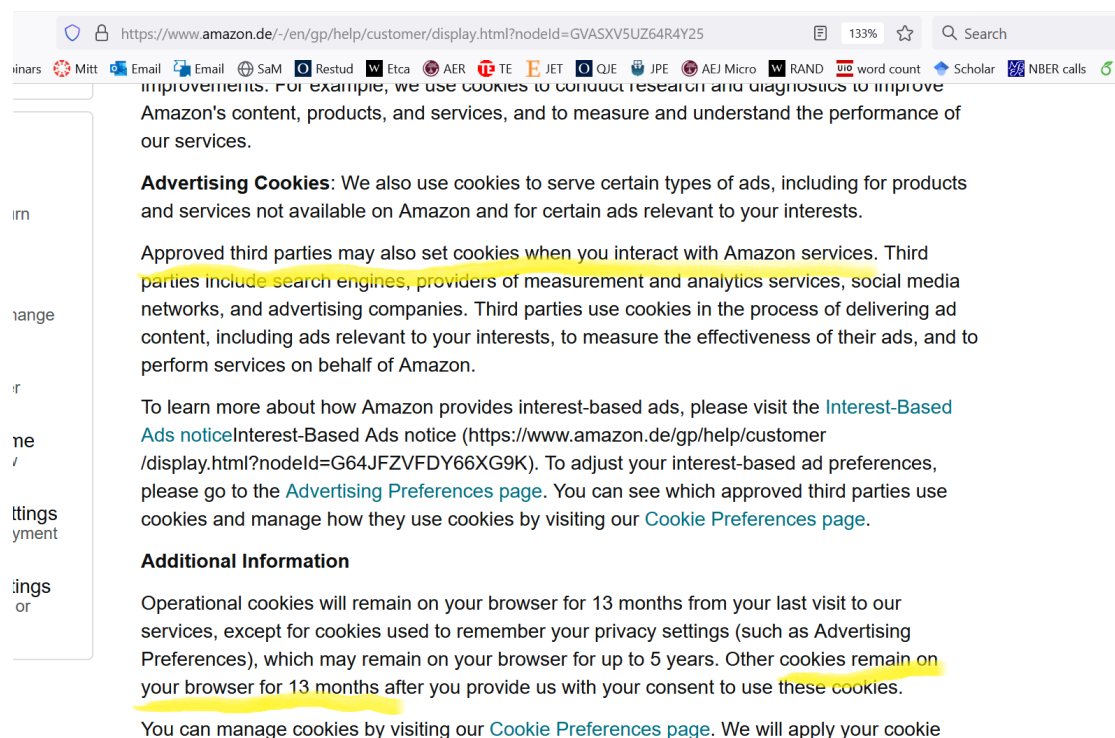 https://www.amazon.de/-/en/gp/help/customer/display.html?nodeId=GVASXV5UZ64R4Y25 133% Search
Mitt Email Email SaM Restud Etca AER TE JET QJE JPE AEJ Micro RAND word count Scholar NBER calls
improvements. For example, we use cookies to conduct research and diagnostics to improve
Amazon's content, products, and services, and to measure and understand the performance of
our services.
Advertising Cookies: We also use cookies to serve certain types of ads, including for products
and services not available on Amazon and for certain ads relevant to your interests.
Approved third parties may also set cookies when you interact with Amazon services. Third
parties include search engines, providers of measurement and analytics services, social media
networks, and advertising companies. Third parties use cookies in the process of delivering ad
content, including ads relevant to your interests, to measure the effectiveness of their ads, and to
perform services on behalf of Amazon.
To learn more about how Amazon provides interest-based ads, please visit the Interest-Based
Ads noticeInterest-Based Ads notice (https://www.amazon.de/gp/help/customer
/display.html?nodeId=G64JFZVFDY66XG9K). To adjust your interest-based ad preferences,
please go to the Advertising Preferences page. You can see which approved third parties use
cookies and manage how they use cookies by visiting our Cookie Preferences page.
Additional Information
Operational cookies will remain on your browser for 13 months from your last visit to our
services, except for cookies used to remember your privacy settings (such as Advertising
Preferences), which may remain on your browser for up to 5 years. Other cookies remain on
your browser for 13 months after you provide us with your consent to use these cookies.
You can manage cookies by visiting our Cookie Preferences page. We will apply your cookie